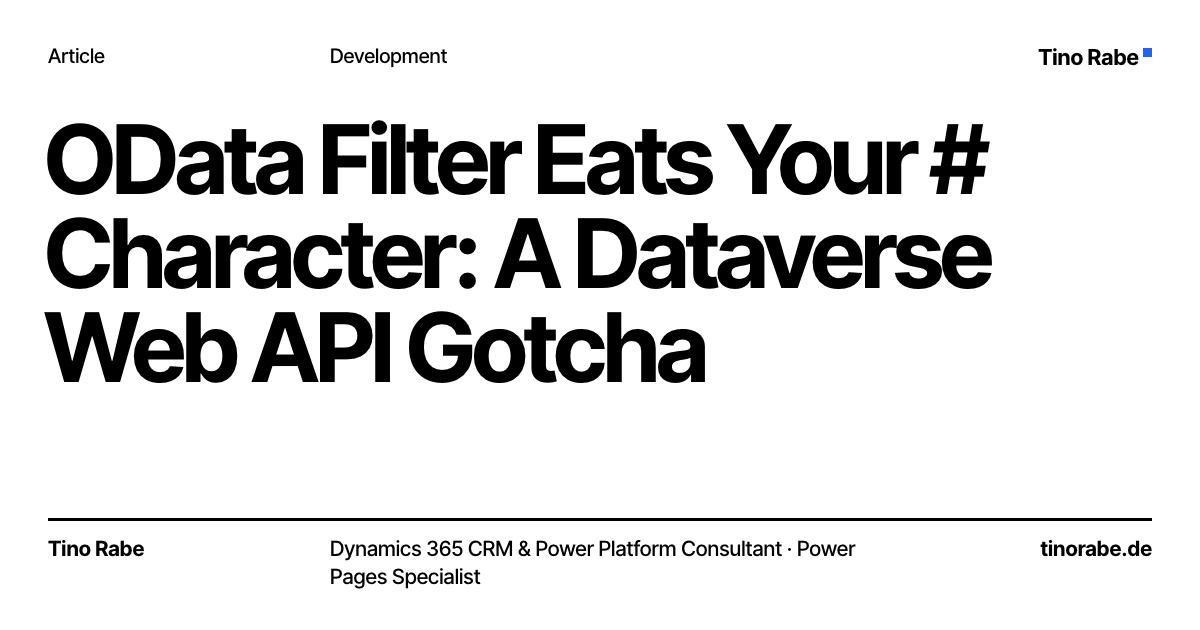 Article
Development
Tino Rabe
OData Filter Eats Your #
Character: A Dataverse
Web API Gotcha
Tino Rabe
Dynamics 365 CRM & Power Platform Consultant · Power
Pages Specialist
tinorabe.de